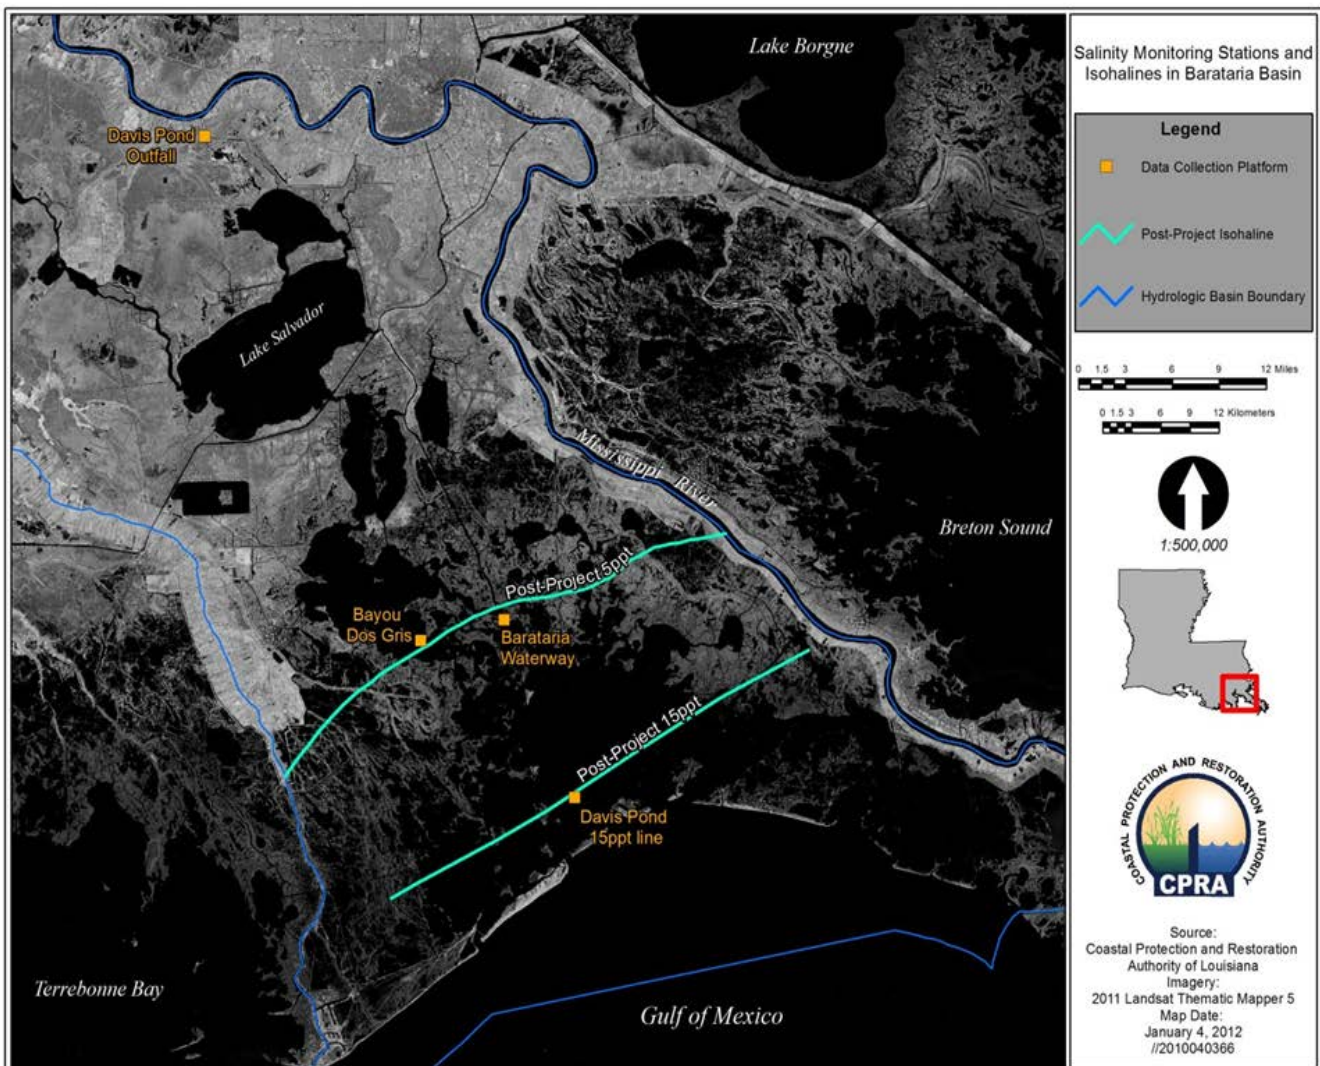 Lake Borgne
Davis Pond
Outfall
Lake Salvador
Mississippi
River
Breton Sound
Post-Project 5ppt
Bayou
Dos Gris
Barataria
Waterway
Post-Project 15ppt
Davis Pond
15ppt line
Terrebonne Bay
Gulf of Mexico
Salinity Monitoring Stations and
Isohalines in Barataria Basin
Legend
Data Collection Platform
Post-Project Isohaline
Hydrologic Basin Boundary
0 1.5 3 6 9 12 Miles
0 1.5 3 6 9 12 Kilometers
1:500,000
COASTAL PROTECTION AND RESTORATION AUTHORITY
CPRA
Source:
Coastal Protection and Restoration
Authority of Louisiana
Imagery:
2011 Landsat Thematic Mapper 5
Map Date:
January 4, 2012
//2010040366